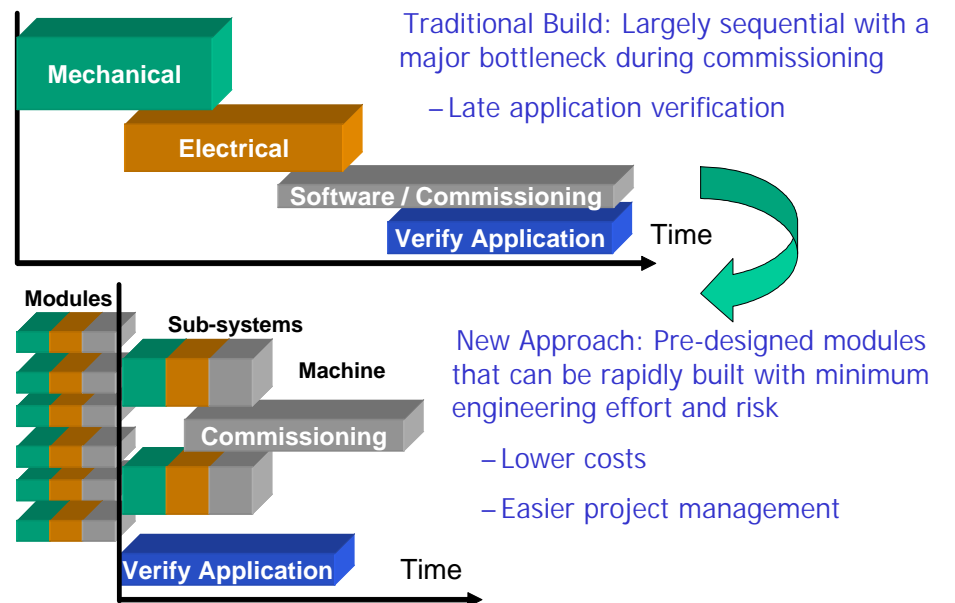 Traditional Build: Largely sequential with a
major bottleneck during commissioning
– Late application verification
Mechanical
Electrical
Software / Commissioning
Verify Application
Time
Modules
Sub-systems
Machine
Commissioning
Verify Application
Time
New Approach: Pre-designed modules
that can be rapidly built with minimum
engineering effort and risk
– Lower costs
– Easier project management